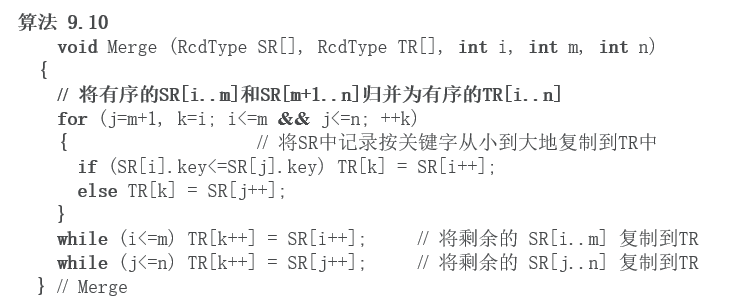 算法 9.10
void Merge (RcdType SR[], RcdType TR[], int i, int m, int n)
{
// 将有序的SR[i..m]和SR[m+1..n]归并为有序的TR[i..n]
for (j=m+1, k=i; i<=m && j<=n; ++k)
{ // 将SR中记录按关键字从小到大地复制到TR中
if (SR[i].key<=SR[j].key) TR[k] = SR[i++];
else TR[k] = SR[j++];
}
while (i<=m) TR[k++] = SR[i++]; // 将剩余的 SR[i..m] 复制到TR
while (j<=n) TR[k++] = SR[j++]; // 将剩余的 SR[j..n] 复制到TR
} // Merge